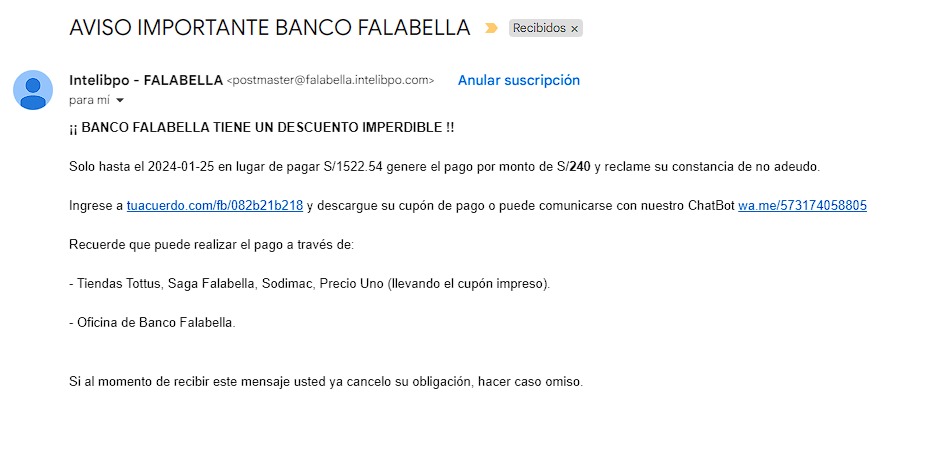 AVISO IMPORTANTE BANCO FALABELLA Recibidos ×
Intelibpo - FALABELLA <postmaster@falabella.intelibpo.com> Anular suscripción
para mí
¡¡ BANCO FALABELLA TIENE UN DESCUENTO IMPERDIBLE !!
Solo hasta el 2024-01-25 en lugar de pagar S/1522.54 genere el pago por monto de S/240 y reclame su constancia de no adeudo.
Ingrese a tuacuerdo.com/fb/082b21b218 y descargue su cupón de pago o puede comunicarse con nuestro ChatBot wa.me/573174058805
Recuerde que puede realizar el pago a través de:
- Tiendas Tottus, Saga Falabella, Sodimac, Precio Uno (llevando el cupón impreso).
- Oficina de Banco Falabella.
Si al momento de recibir este mensaje usted ya cancelo su obligación, hacer caso omiso.